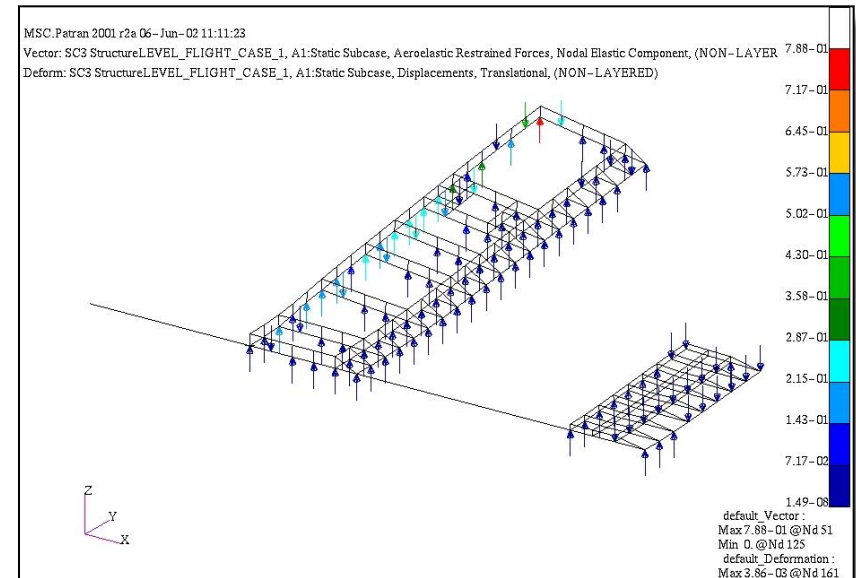 MSC.Patran 2001 r2a 06-Jun-02 11:11:23
Vector: SC3 StructureLEVEL_FLIGHT_CASE_1, A1:Static Subcase, Aeroelastic Restrained Forces, Nodal Elastic Component, (NON-LAYER
Deform: SC3 StructureLEVEL_FLIGHT_CASE_1, A1:Static Subcase, Displacements, Translational, (NON-LAYERED)
7.88-01
7.17-01
6.45-01
5.73-01
5.02-01
4.30-01
3.58-01
2.87-01
2.15-01
1.43-01
7.17-02
1.49-08
Z
Y
X
default_Vector :
Max 7.88-01 @Nd 51
Min 0. @Nd 125
default_Deformation :
Max 3.86-03 @Nd 161